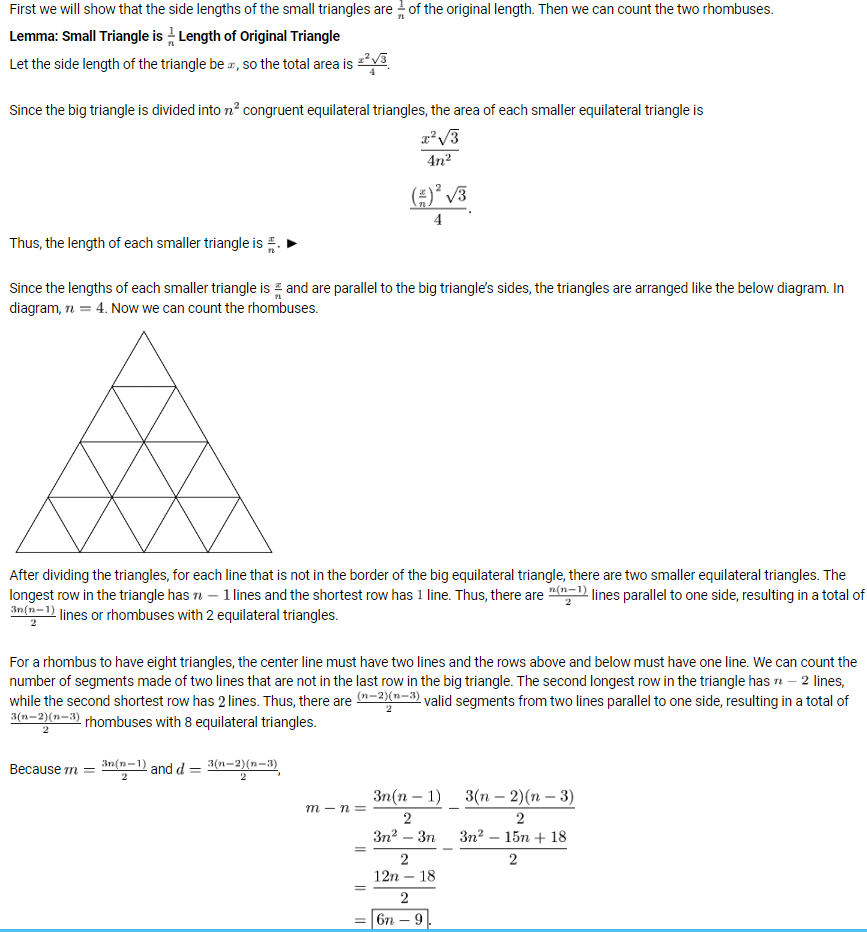 First we will show that the side lengths of the small triangles are $\frac{1}{n}$ of the original length. Then we can count the two rhombuses.
Lemma: Small Triangle is $\frac{1}{n}$ Length of Original Triangle
Let the side length of the triangle be $x$, so the total area is $\frac{x^2\sqrt{3}}{4}$.
Since the big triangle is divided into $n^2$ congruent equilateral triangles, the area of each smaller equilateral triangle is
$\frac{x^2\sqrt{3}}{4n^2}$
$\frac{\left(\frac{x}{n}\right)^2\sqrt{3}}{4}$.
Thus, the length of each smaller triangle is $\frac{x}{n}$. ►
Since the lengths of each smaller triangle is $\frac{x}{n}$ and are parallel to the big triangle's sides, the triangles are arranged like the below diagram. In
diagram, $n = 4$. Now we can count the rhombuses.
After dividing the triangles, for each line that is not in the border of the big equilateral triangle, there are two smaller equilateral triangles. The
longest row in the triangle has $n - 1$ lines and the shortest row has $1$ line. Thus, there are $\frac{n(n-1)}{2}$ lines parallel to one side, resulting in a total of
$\frac{3n(n-1)}{2}$ lines or rhombuses with 2 equilateral triangles.
For a rhombus to have eight triangles, the center line must have two lines and the rows above and below must have one line. We can count the
number of segments made of two lines that are not in the last row in the big triangle. The second longest row in the triangle has $n - 2$ lines,
while the second shortest row has $2$ lines. Thus, there are $\frac{(n-2)(n-3)}{2}$ valid segments from two lines parallel to one side, resulting in a total of
$\frac{3(n-2)(n-3)}{2}$ rhombuses with 8 equilateral triangles.
Because $m = \frac{3n(n-1)}{2}$ and $d = \frac{3(n-2)(n-3)}{2}$,
$m - n = \frac{3n(n-1)}{2} - \frac{3(n-2)(n-3)}{2}$
$= \frac{3n^2 - 3n}{2} - \frac{3n^2 - 15n + 18}{2}$
$= \frac{12n - 18}{2}$
$= \boxed{6n - 9}$.